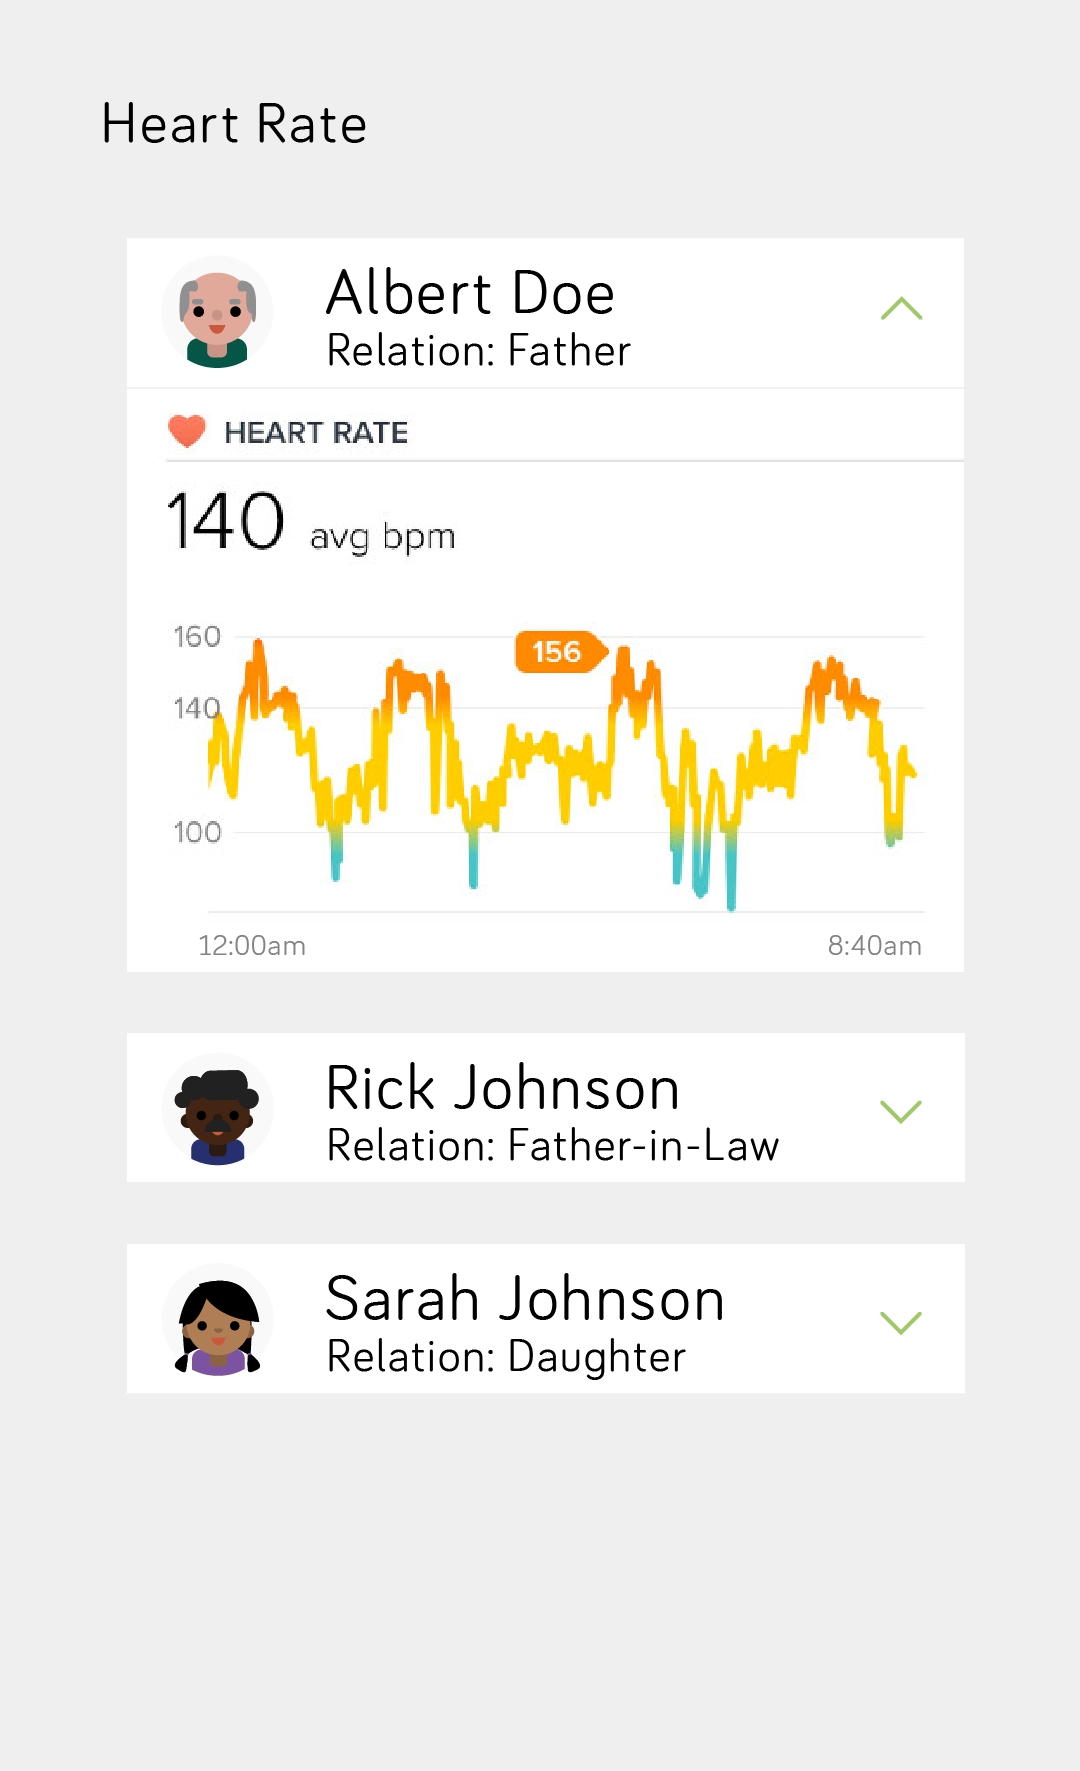 Heart Rate
Albert Doe
Relation: Father
HEART RATE
140 avg bpm
160
156
140
100
12:00am 8:40am
Rick Johnson
Relation: Father-in-Law
Sarah Johnson
Relation: Daughter